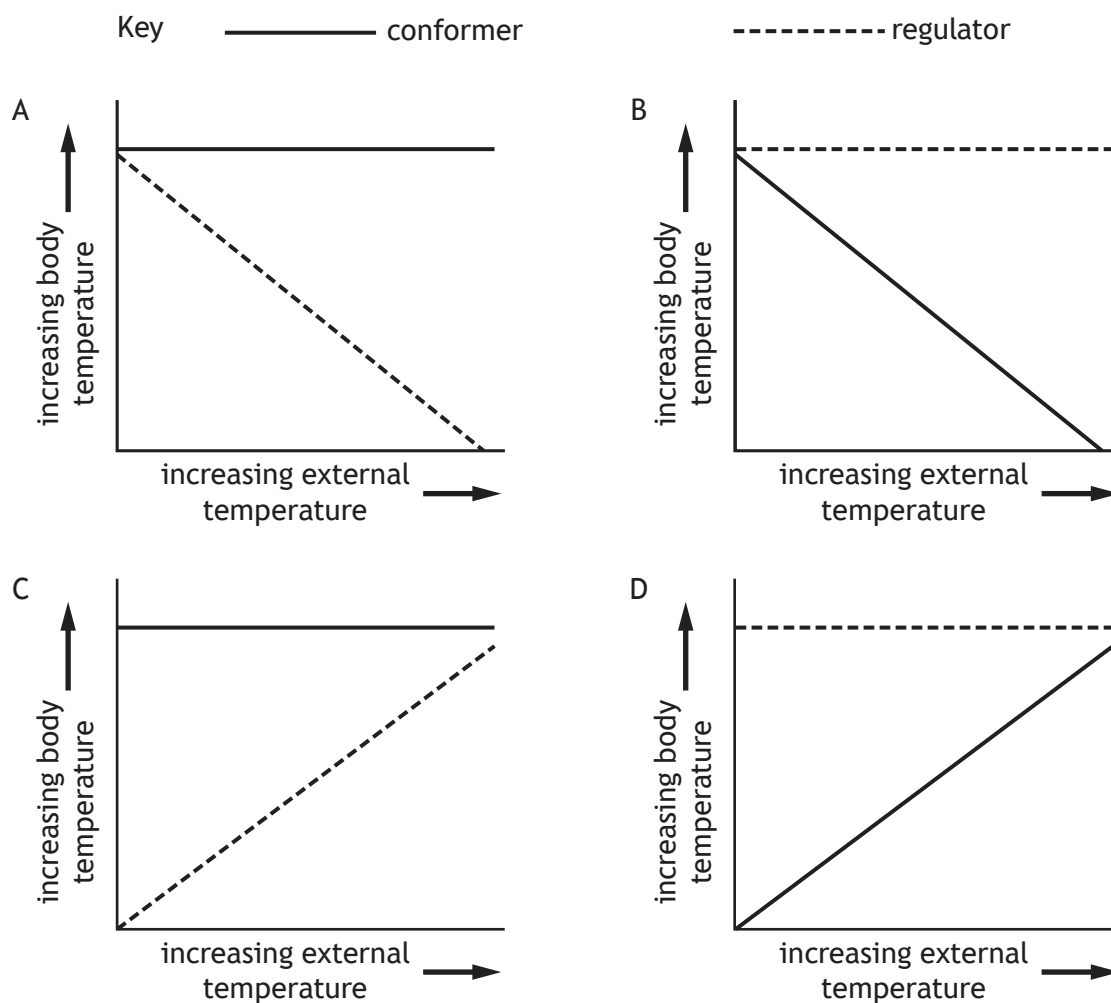 Key conformer regulator
A
increasing body
temperature
increasing external
temperature
B
increasing body
temperature
increasing external
temperature
C
increasing body
temperature
increasing external
temperature
D
increasing body
temperature
increasing external
temperature